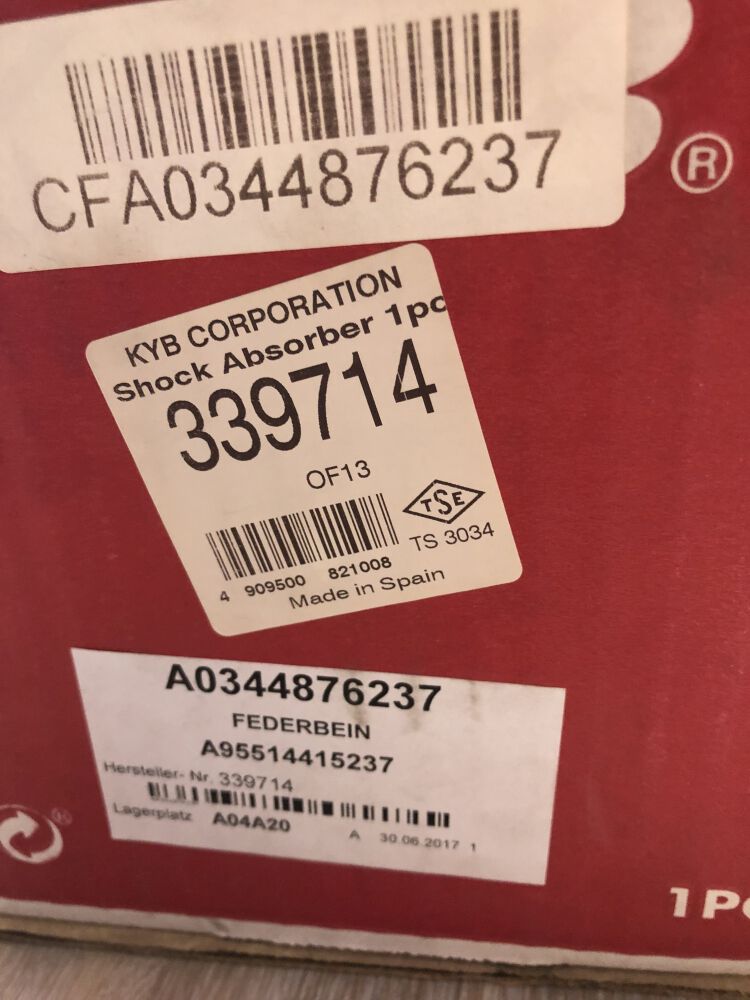 CFA0344876237
®
KYB CORPORATION
Shock Absorber 1pc
339714
OF13
TSE
TS 3034
4 909500 821008
Made in Spain
A0344876237
FEDERBEIN
A95514415237
Hersteller- Nr. 339714
Lagerplatz A04A20 A 30.06.2017 1
®
1 P